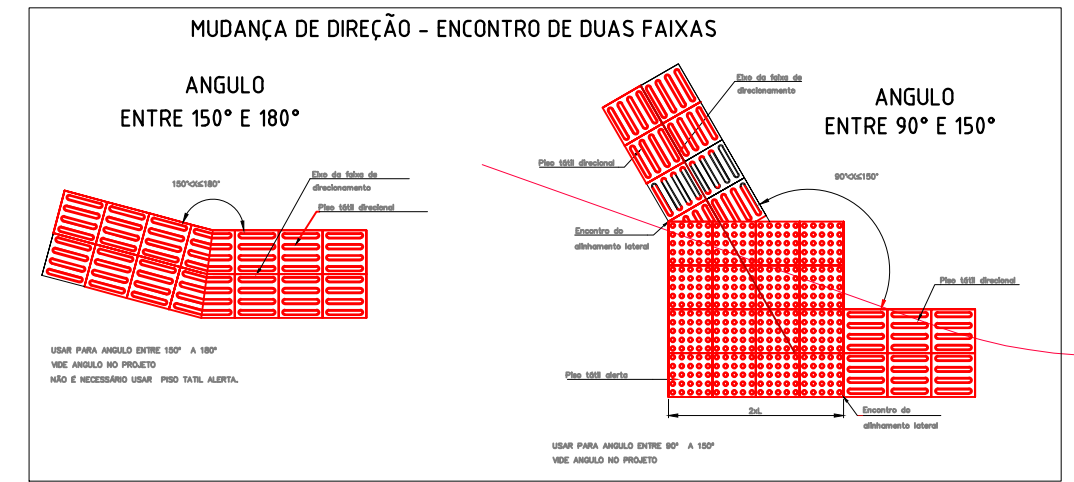 MUDANÇA DE DIREÇÃO - ENCONTRO DE DUAS FAIXAS
ANGULO
ENTRE 150° E 180°
150°<X≤180°
Eixo da faixa de
direcionamento
Piso tátil direcional
USAR PARA ANGULO ENTRE 150° A 180°
VIDE ANGULO NO PROJETO
NÃO É NECESSÁRIO USAR PISO TATIL ALERTA.
ANGULO
ENTRE 90° E 150°
Eixo da faixa de
direcionamento
Piso tátil direcional
90°<X≤150°
Encontro do
alinhamento lateral
Piso tátil direcional
Piso tátil alerta
2xL
Encontro do
alinhamento lateral
USAR PARA ANGULO ENTRE 90° A 150°
VIDE ANGULO NO PROJETO